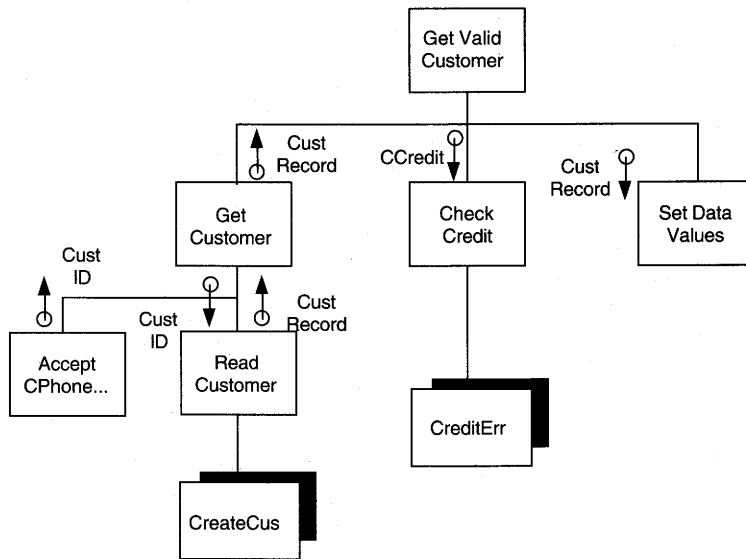 Get Valid
Customer
Cust
Record
CCredit
Cust
Record
Get
Customer
Check
Credit
Set Data
Values
Cust
ID
Cust
ID
Cust
Record
Accept
CPhone...
Read
Customer
CreditErr
CreateCus